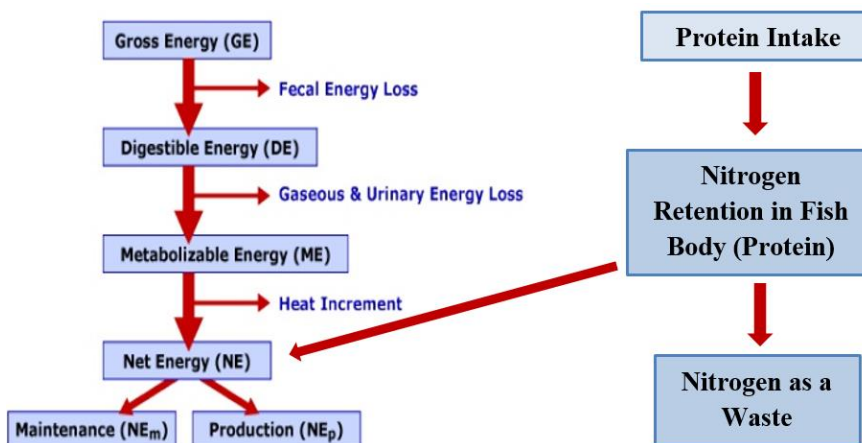 Gross Energy (GE)
Fecal Energy Loss
Digestible Energy (DE)
Gaseous & Urinary Energy Loss
Metabolizable Energy (ME)
Heat Increment
Net Energy (NE)
Maintenance (NEm)
Production (NEp)
Protein Intake
Nitrogen
Retention in Fish
Body (Protein)
Nitrogen as a
Waste